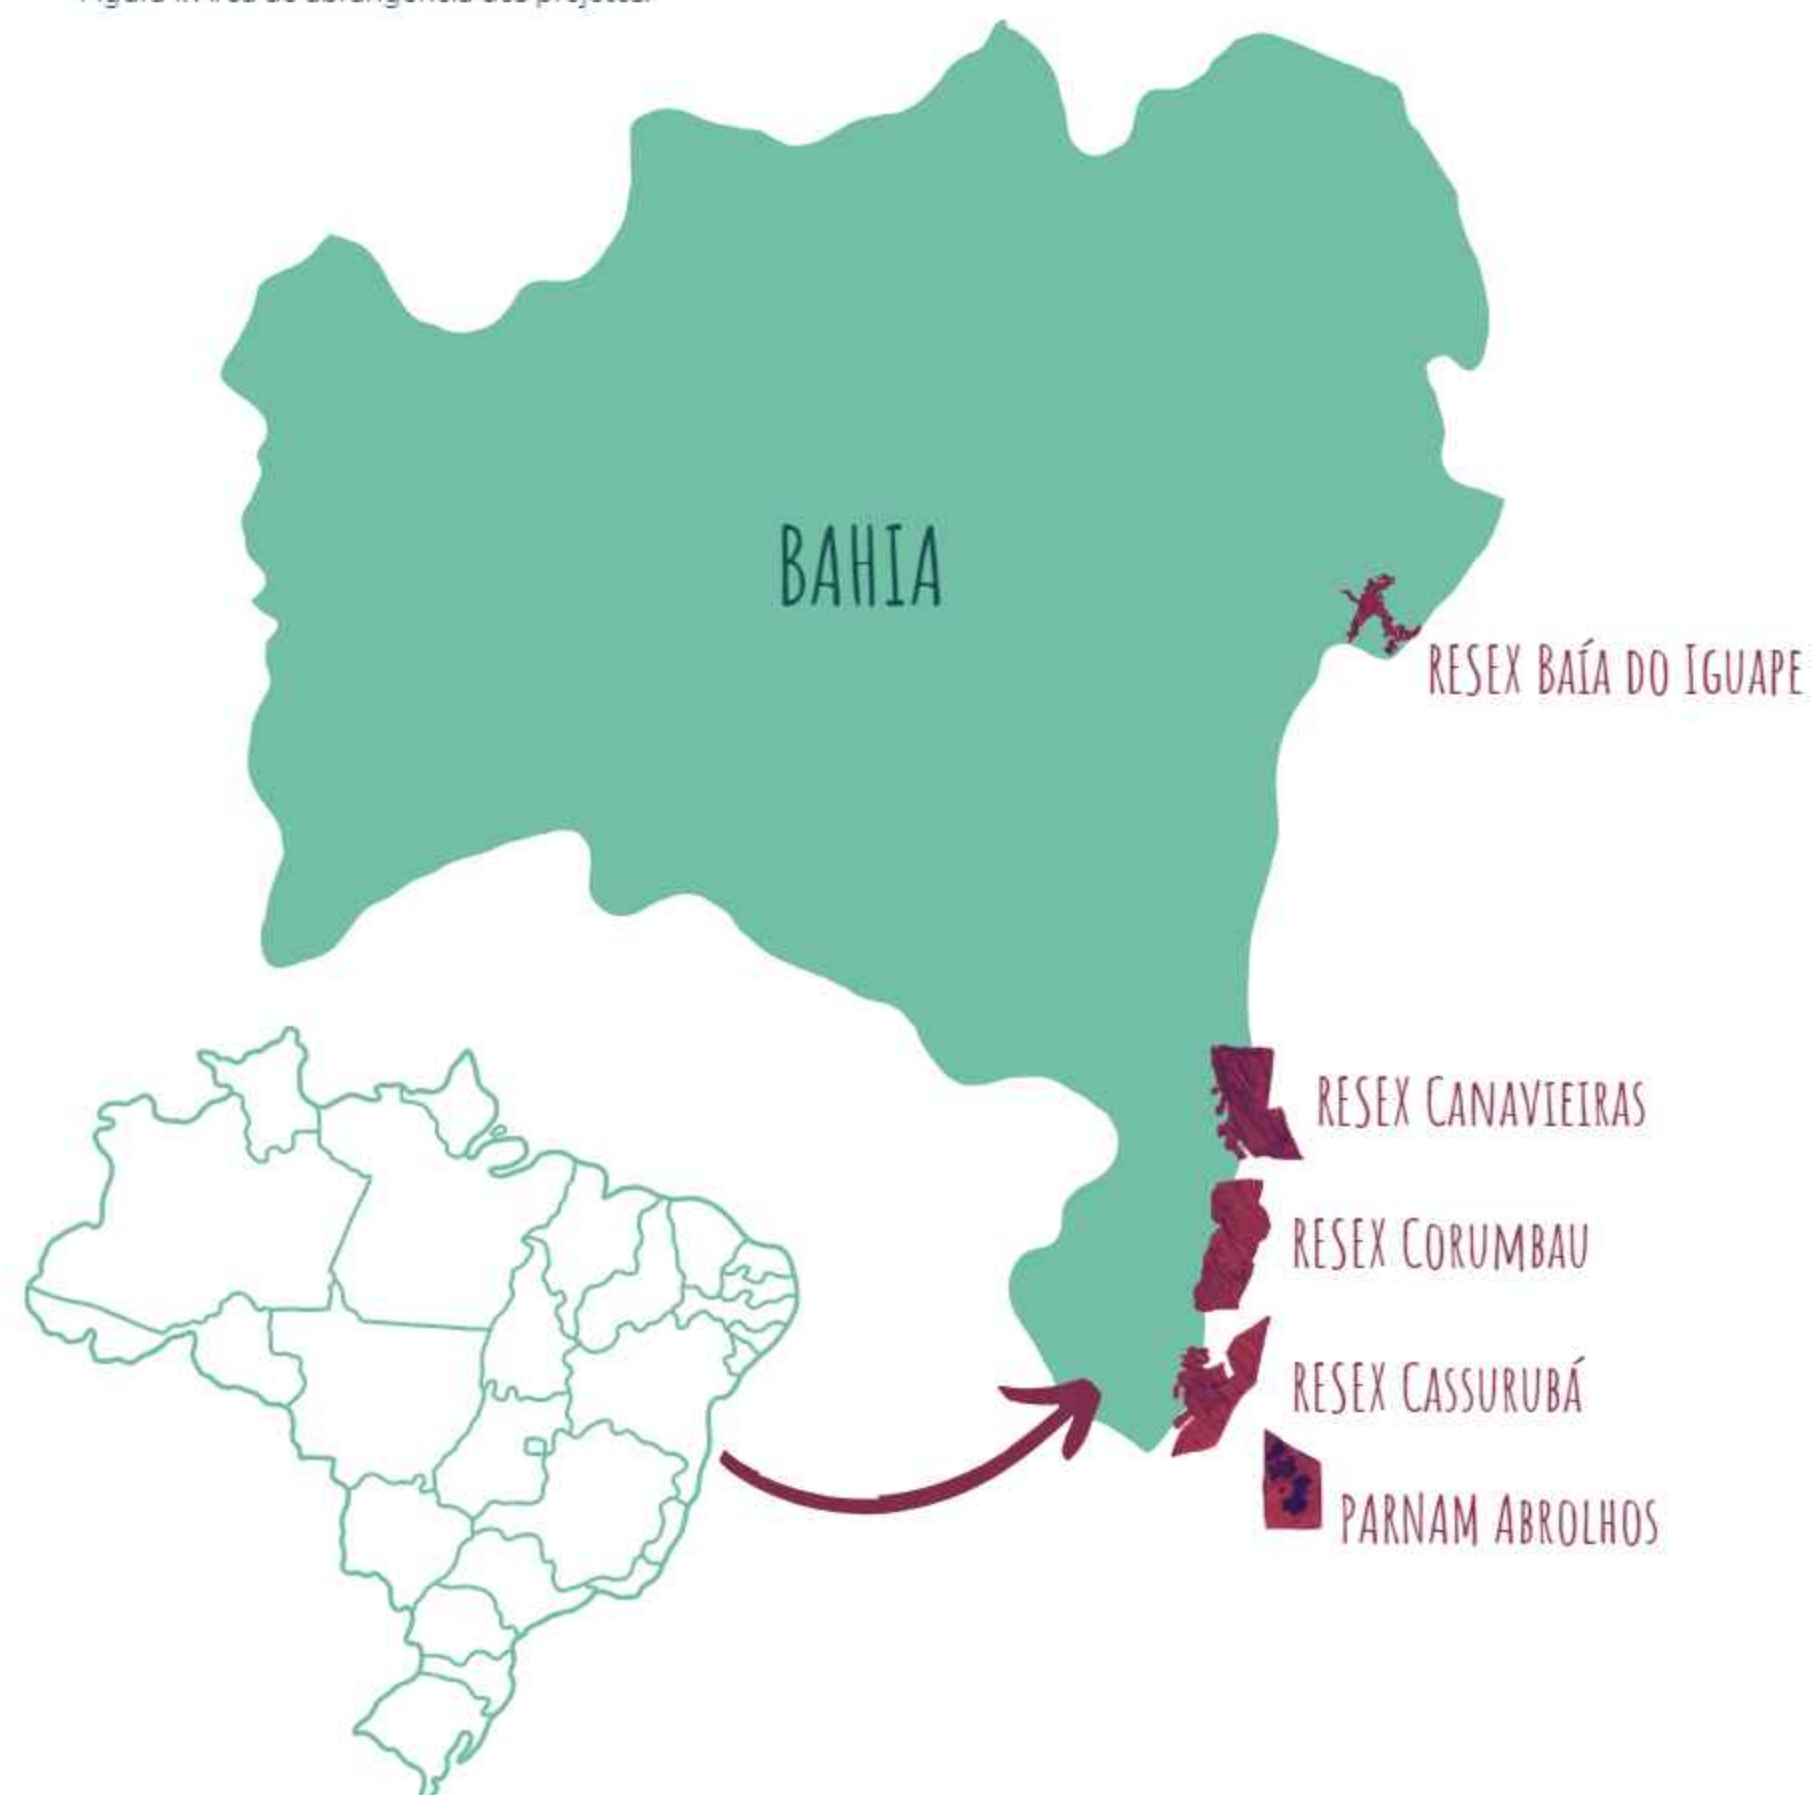 BAHIA
RESEX BAÍA DO IGUAPE
RESEX CANAVIEIRAS
RESEX CORUMBAU
RESEX CASSURUBÁ
PARNAM ABROLHOS